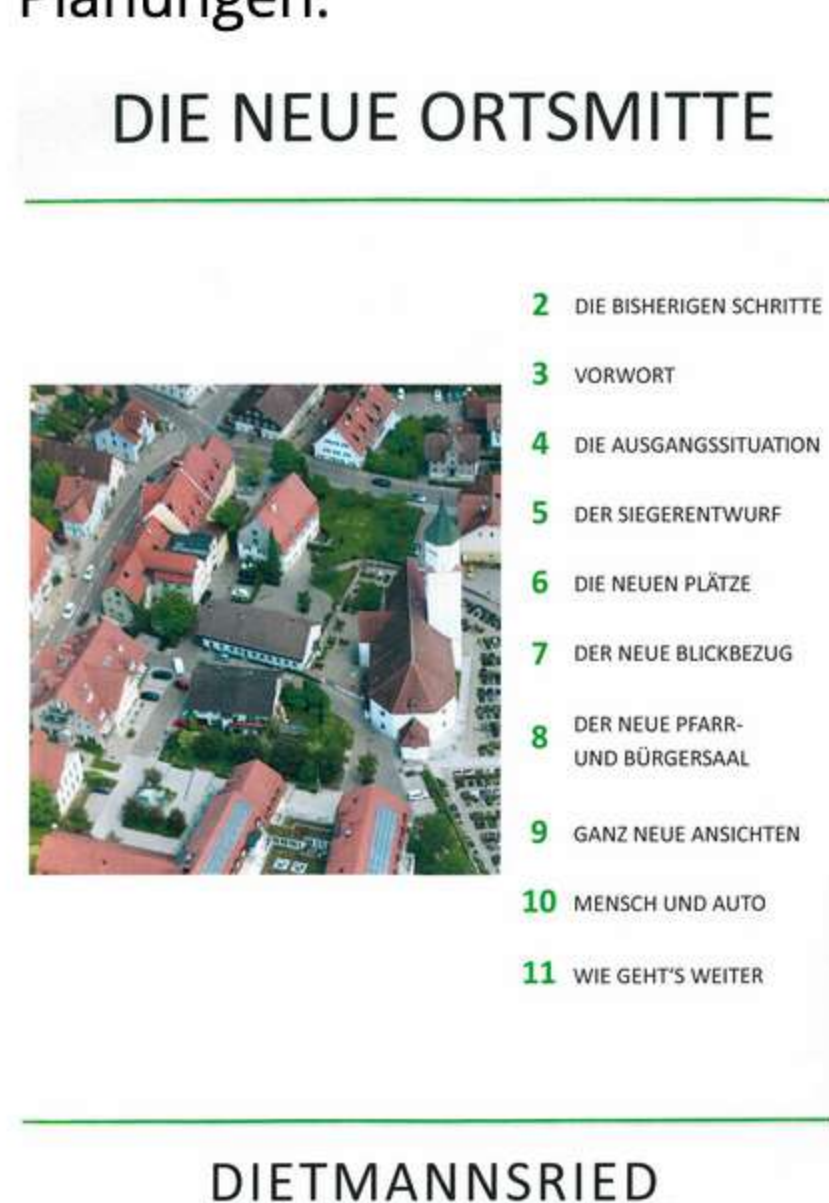 Planungen.
DIE NEUE ORTSMITTE
2 DIE BISHERIGEN SCHRITTE
3 VORWORT
4 DIE AUSGANGSSITUATION
5 DER SIEGERENTWURF
6 DIE NEUEN PLÄTZE
7 DER NEUE BLICKBEZUG
8 DER NEUE PFARR-
UND BÜRGERSAAL
9 GANZ NEUE ANSICHTEN
10 MENSCH UND AUTO
11 WIE GEHT'S WEITER
DIETMANNSRIED